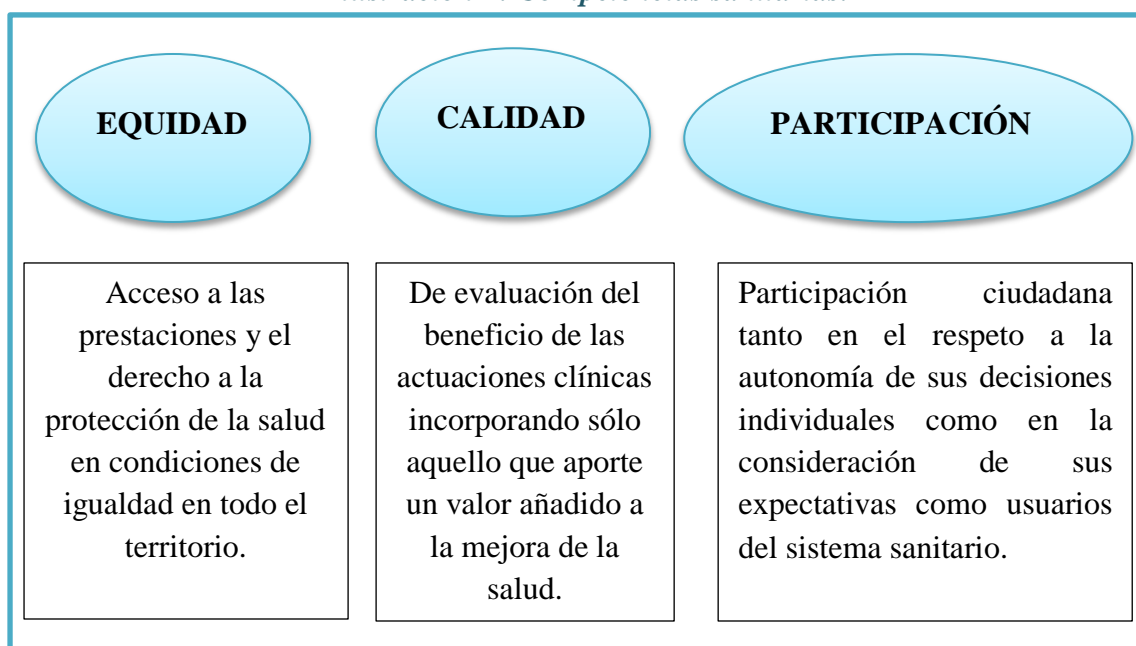 EQUIDAD
CALIDAD
PARTICIPACIÓN
Acceso a las
prestaciones y el
derecho a la
protección de la salud
en condiciones de
igualdad en todo el
territorio.
De evaluación del
beneficio de las
actuaciones clínicas
incorporando sólo
aquello que aporte
un valor añadido a
la mejora de la
salud.
Participación ciudadana
tanto en el respeto a la
autonomía de sus decisiones
individuales como en la
consideración de sus
expectativas como usuarios
del sistema sanitario.